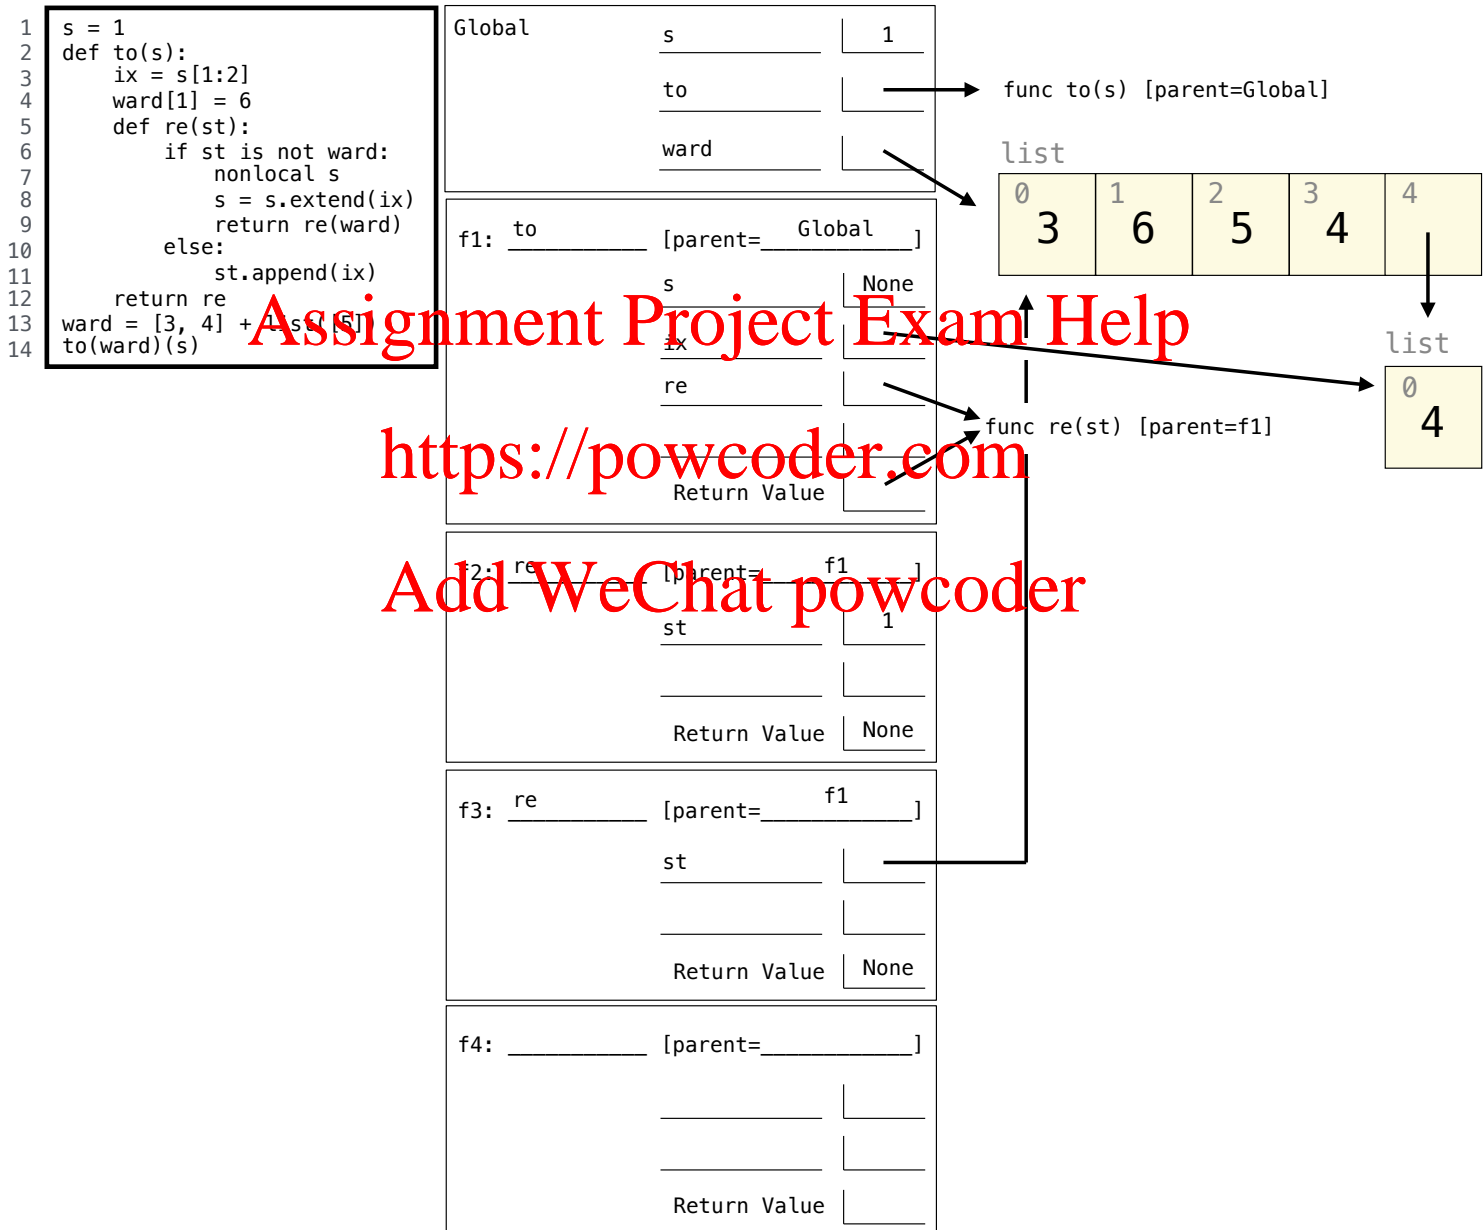 1 s = 1
2 def to(s):
3 ix = s[1:2]
4 ward[1] = 6
5 def re(st):
6 if st is not ward:
7 nonlocal s
8 s = s.extend(ix)
9 return re(ward)
10 else:
11 st.append(ix)
12 return re
13 ward = [3, 4] + list([5])
14 to(ward)(s)
Global
s 1
to
ward
func to(s) [parent=Global]
list
0 1 2 3 4
3 6 5 4
f1: to [parent=Global]
s None
ix
re
Return Value
Assignment Project Exam Help
list
0
4
func re(st) [parent=f1]
https://powcoder.com
f2: re [parent=f1]
Add WeChat powcoder
st 1
Return Value None
f3: re [parent=f1]
st
Return Value None
f4: ___________ [parent=____________]
Return Value